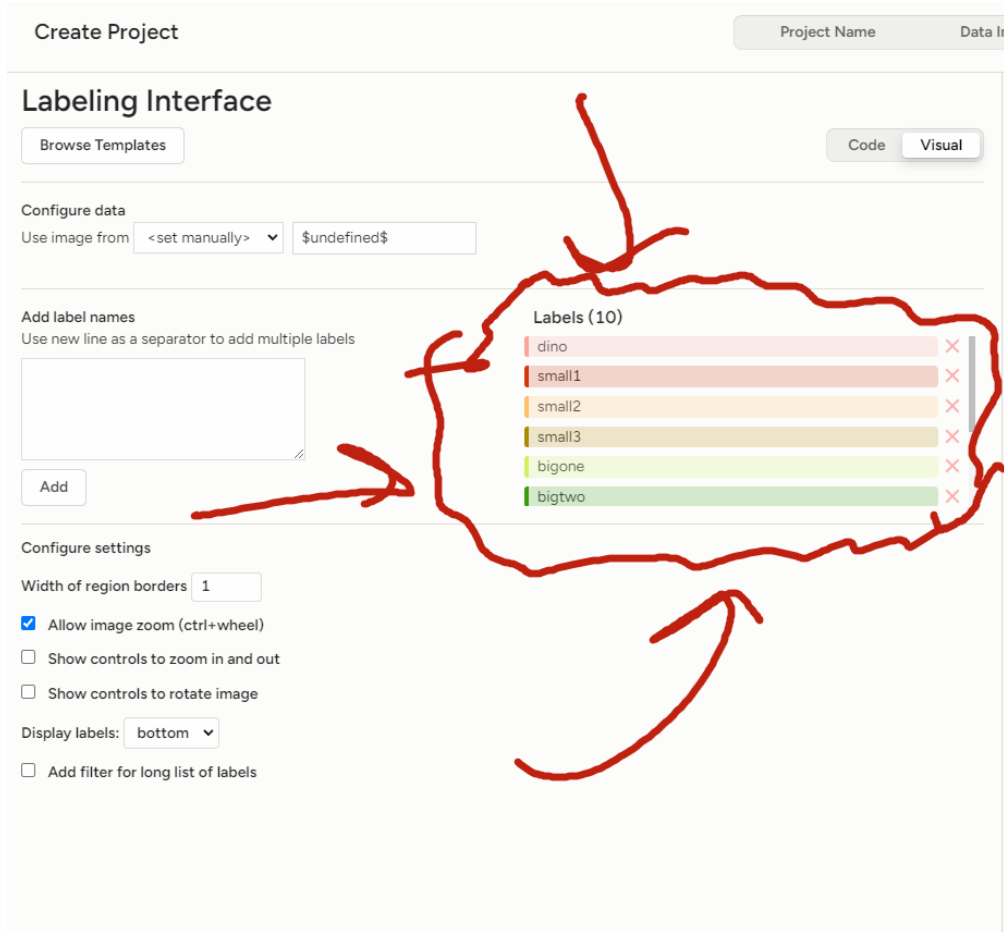 Create Project
Project Name
Data
Labeling Interface
Browse Templates
Code
Visual
Configure data
Use image from <set manually> $undefined$
Add label names
Use new line as a separator to add multiple labels
Add
Labels (10)
dino
small1
small2
small3
bigone
bigtwo
Configure settings
Width of region borders 1
Allow image zoom (ctrl+wheel)
Show controls to zoom in and out
Show controls to rotate image
Display labels: bottom
Add filter for long list of labels